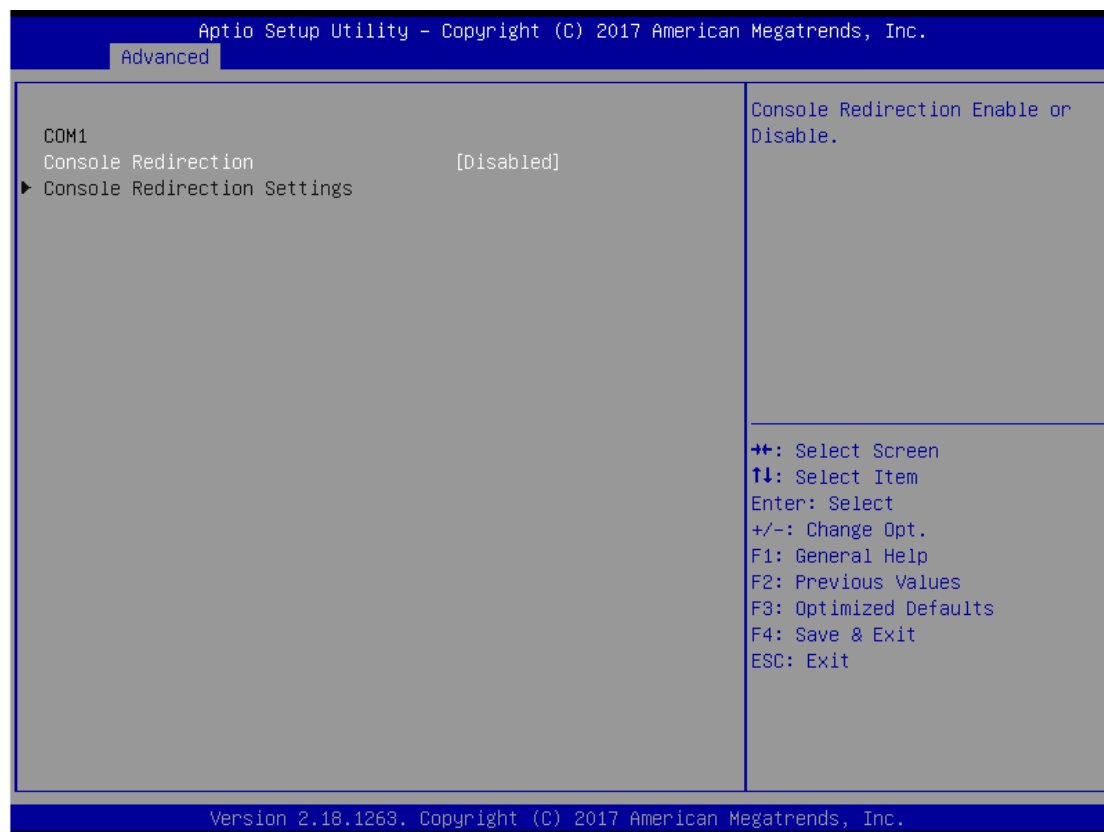 Aptio Setup Utility – Copyright (C) 2017 American Megatrends, Inc.
Advanced
COM1
Console Redirection [Disabled]
▶ Console Redirection Settings
Console Redirection Enable or
Disable.
→←: Select Screen
↑↓: Select Item
Enter: Select
+/-: Change Opt.
F1: General Help
F2: Previous Values
F3: Optimized Defaults
F4: Save & Exit
ESC: Exit
Version 2.18.1263. Copyright (C) 2017 American Megatrends, Inc.